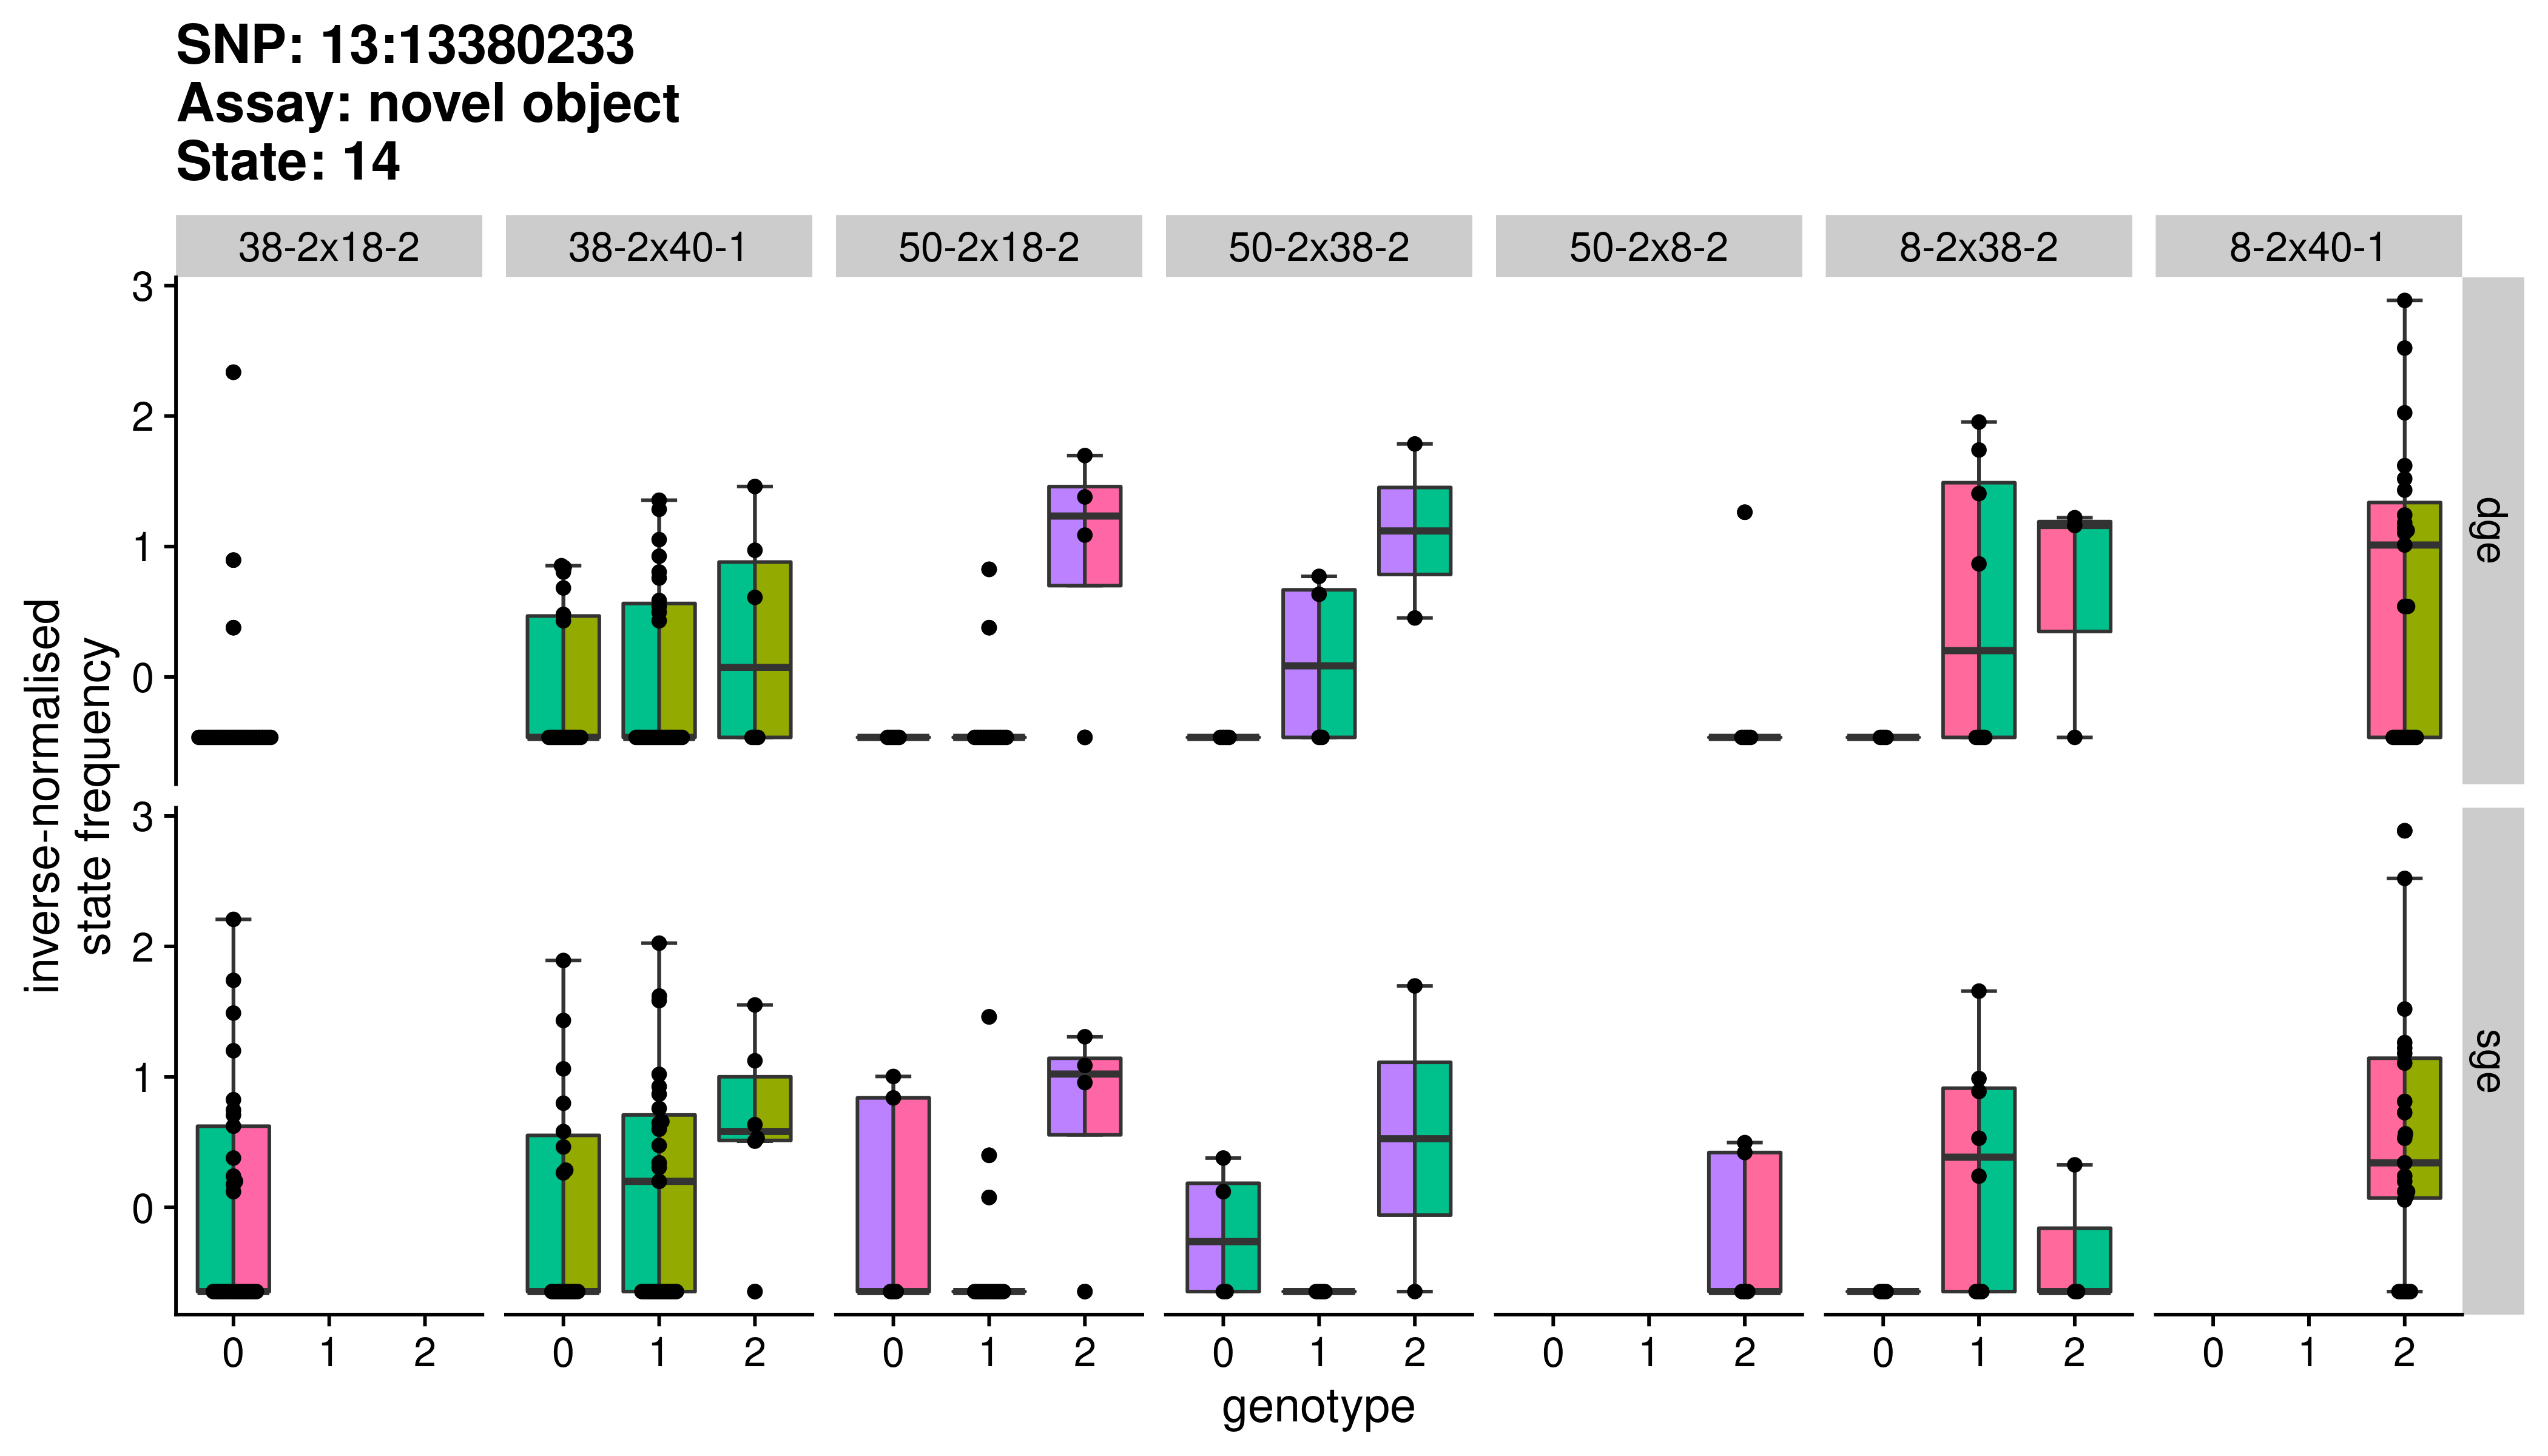 SNP: 13:13380233
Assay: novel object
State: 14
38-2x18-2 38-2x40-1 50-2x18-2 50-2x38-2 50-2x8-2 8-2x38-2 8-2x40-1
3
2
1
0
dge
3
2
1
0
sge
inverse-normalised
state frequency
0 1 2 0 1 2 0 1 2 0 1 2 0 1 2 0 1 2 0 1 2
genotype